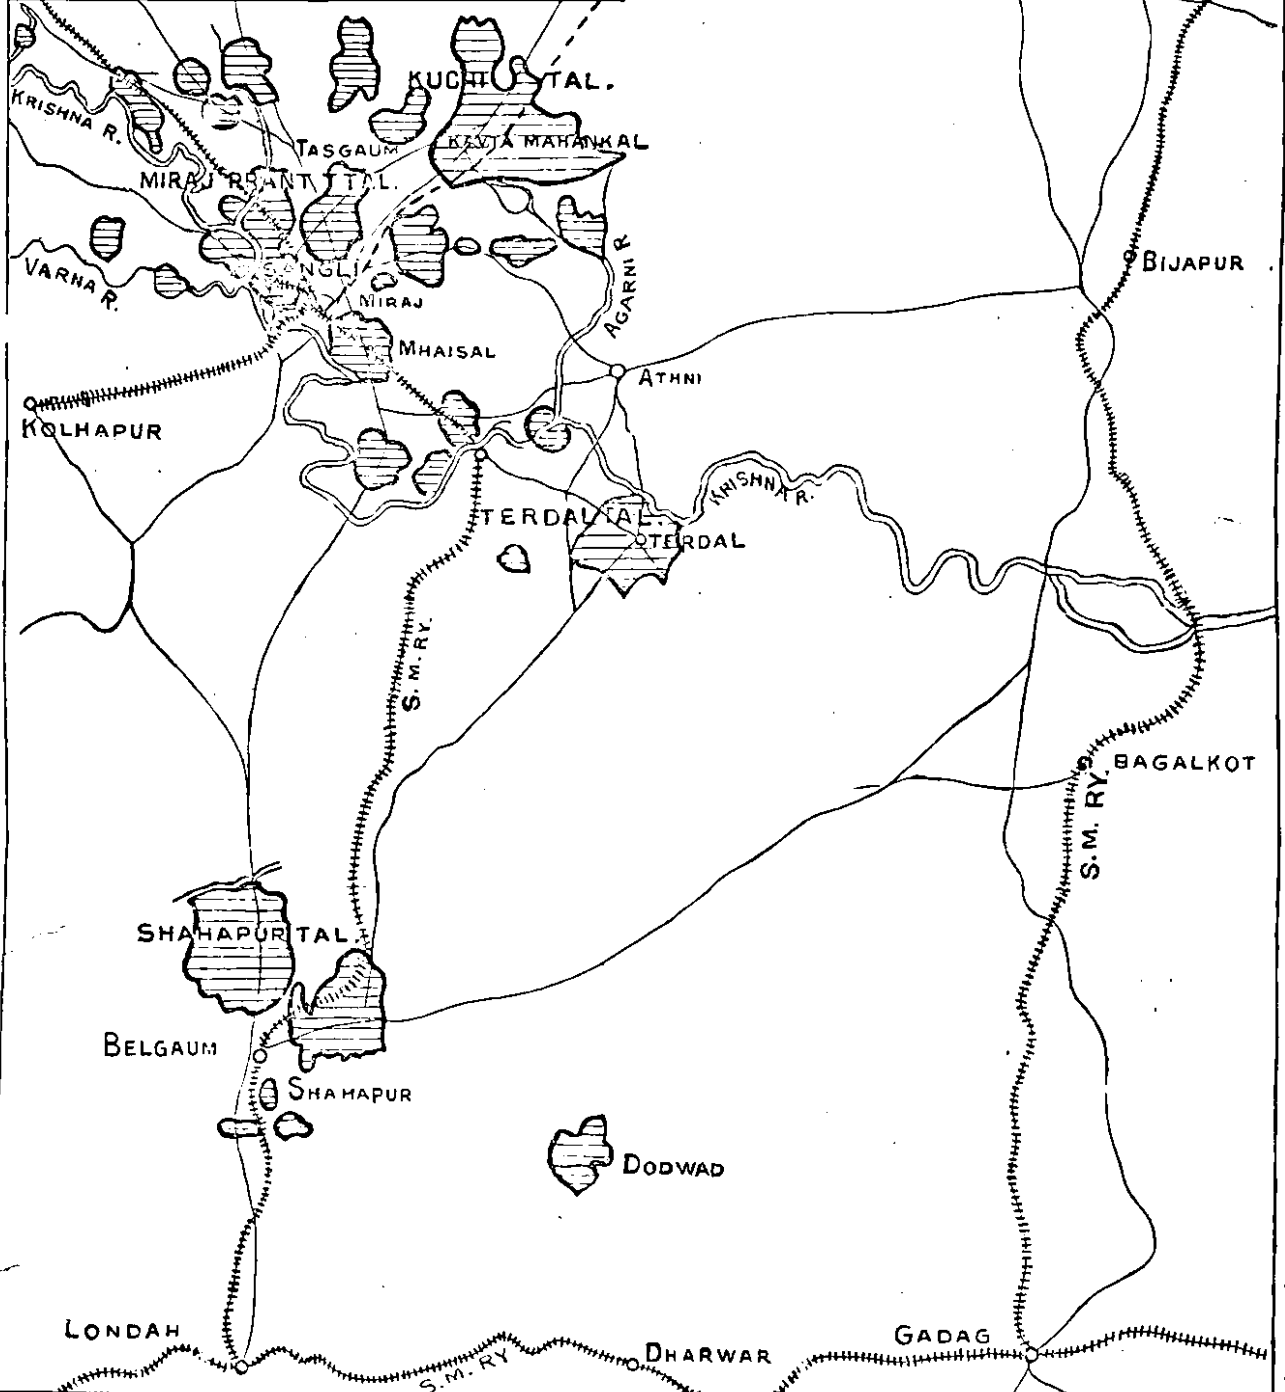 KUCHI TAL.
KRISHNA R.
TASGAUM
KAVTA MAHANKAL
MIRAJ PRANT TAL.
BIJAPUR
VARNA R.
SANGLI
AGARNI R
MIRAJ
MHAISAL
ATHNI
KOLHAPUR
KRISHNA R.
TERDAL TAL.
TERDAL
S. M. RY.
BAGALKOT
S. M. RY.
SHAHAPUR TAL.
BELGAUM
SHAHAPUR
DODWAD
LONDAH
GADAG
DHARWAR
S. M. RY